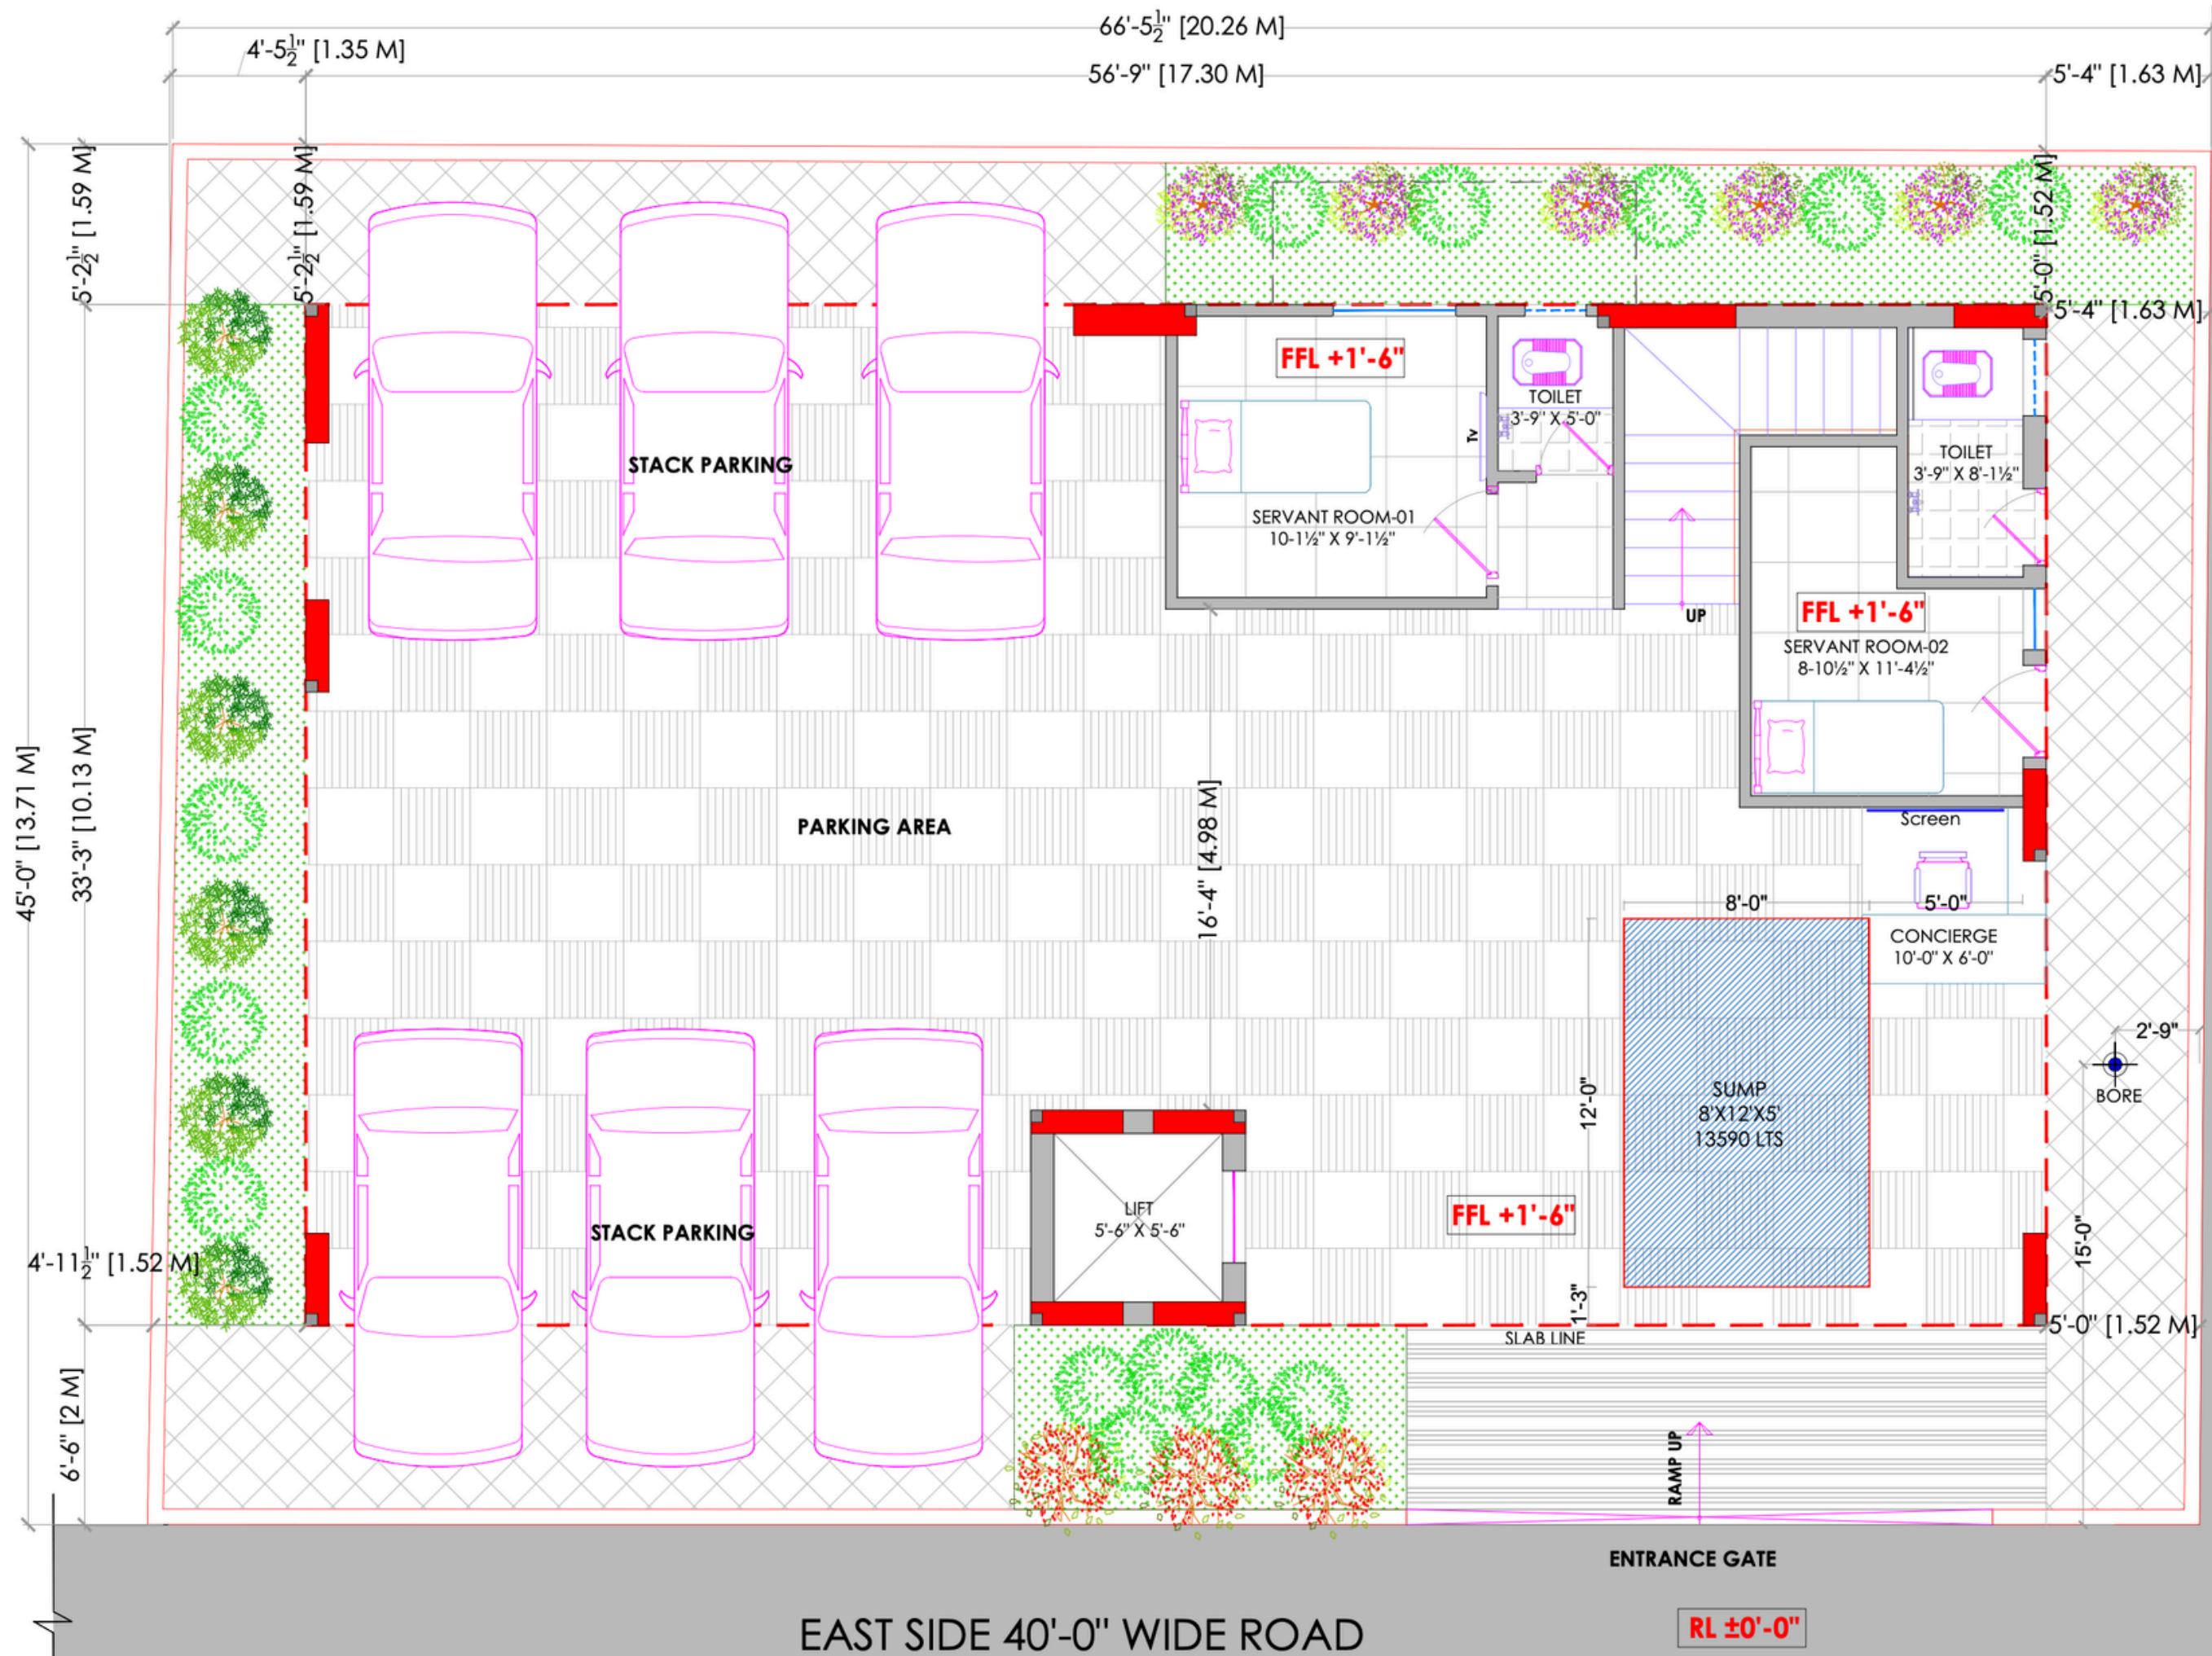 66'-5½" [20.26 M]
4'-5½" [1.35 M]
56'-9" [17.30 M]
5'-4" [1.63 M]
5'-2½" [1.59 M]
5'-2½" [1.59 M]
5'-0" [1.52 M]
5'-4" [1.63 M]
FFL +1'-6"
TOILET
3'-9" X 5'-0"
Tv
STACK PARKING
TOILET
3'-9" X 8'-1½"
SERVANT ROOM-01
10-1½" X 9'-1½"
UP
FFL +1'-6"
SERVANT ROOM-02
8-10½" X 11'-4½"
45'-0" [13.71 M]
33'-3" [10.13 M]
PARKING AREA
16'-4" [4.98 M]
Screen
8'-0"
5'-0"
CONCIERGE
10'-0" X 6'-0"
2'-9"
BORE
12'-0"
SUMP
8'X12'X5'
13590 LTS
LIFT
5'-6" X 5'-6"
FFL +1'-6"
STACK PARKING
15'-0"
4'-11½" [1.52 M]
1'-3"
SLAB LINE
5'-0" [1.52 M]
6'-6" [2 M]
RAMP UP
ENTRANCE GATE
EAST SIDE 40'-0" WIDE ROAD
RL ±0'-0"